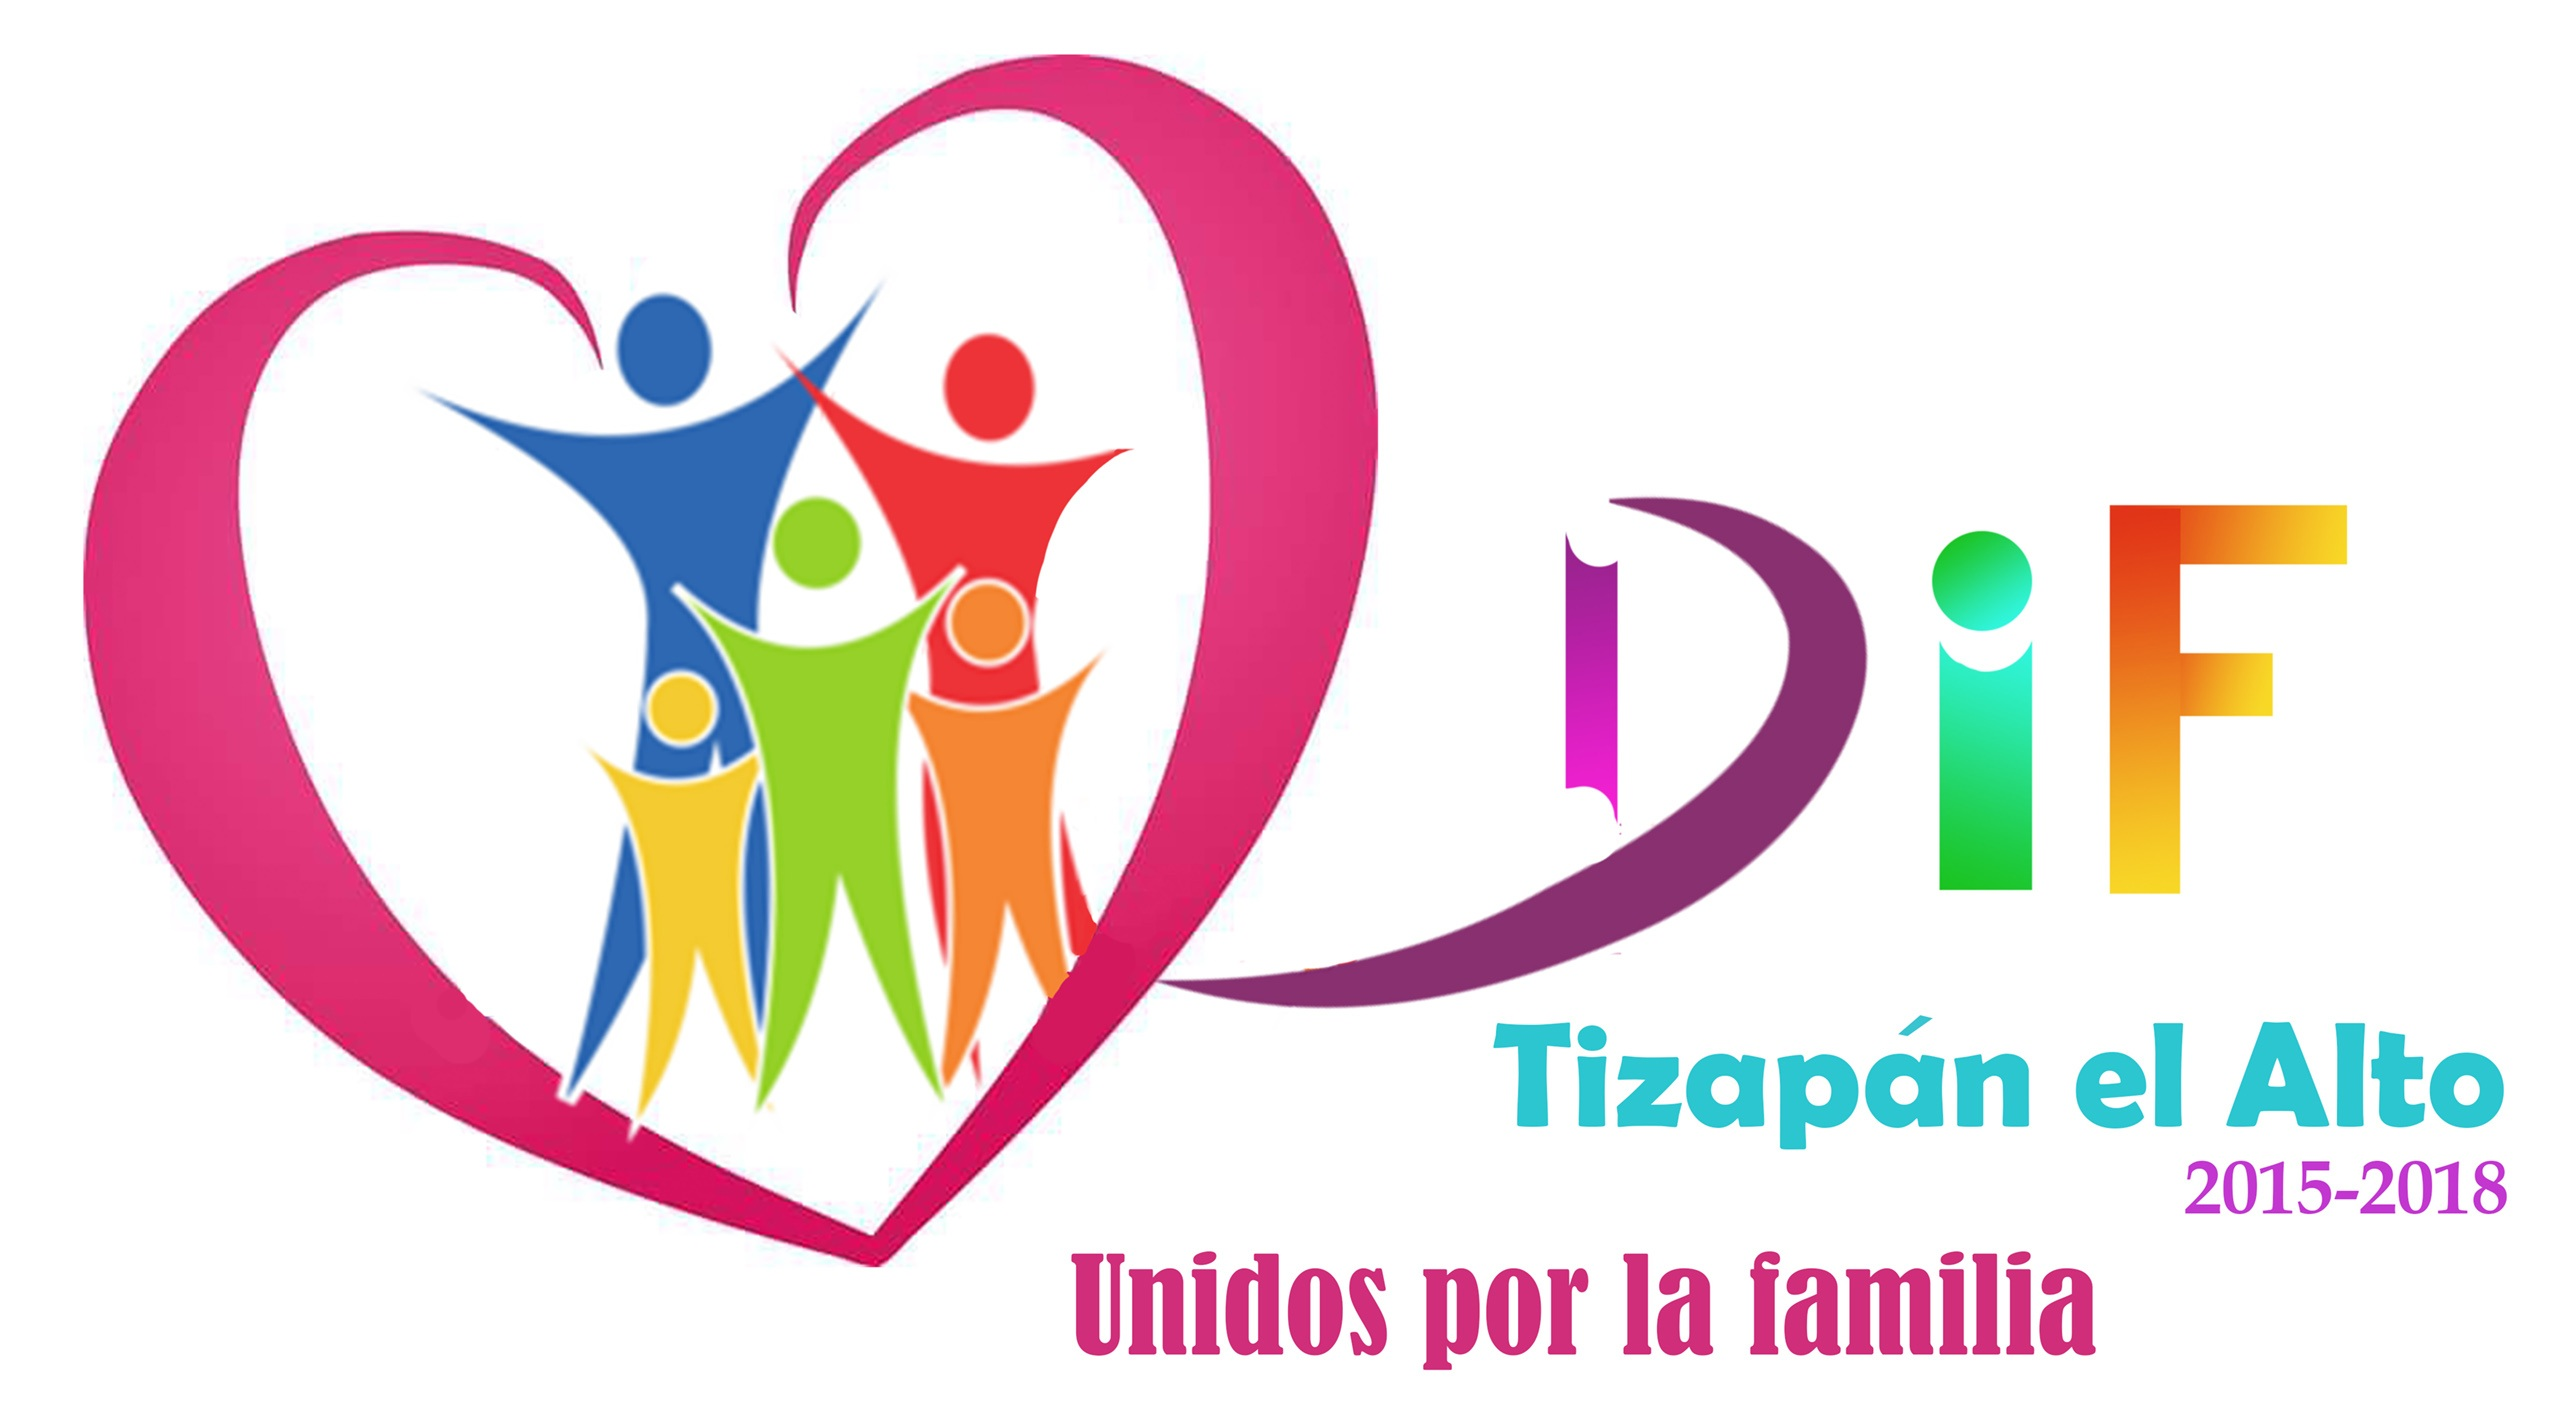 DiF
Tizapán el Alto
2015-2018
Unidos por la familia